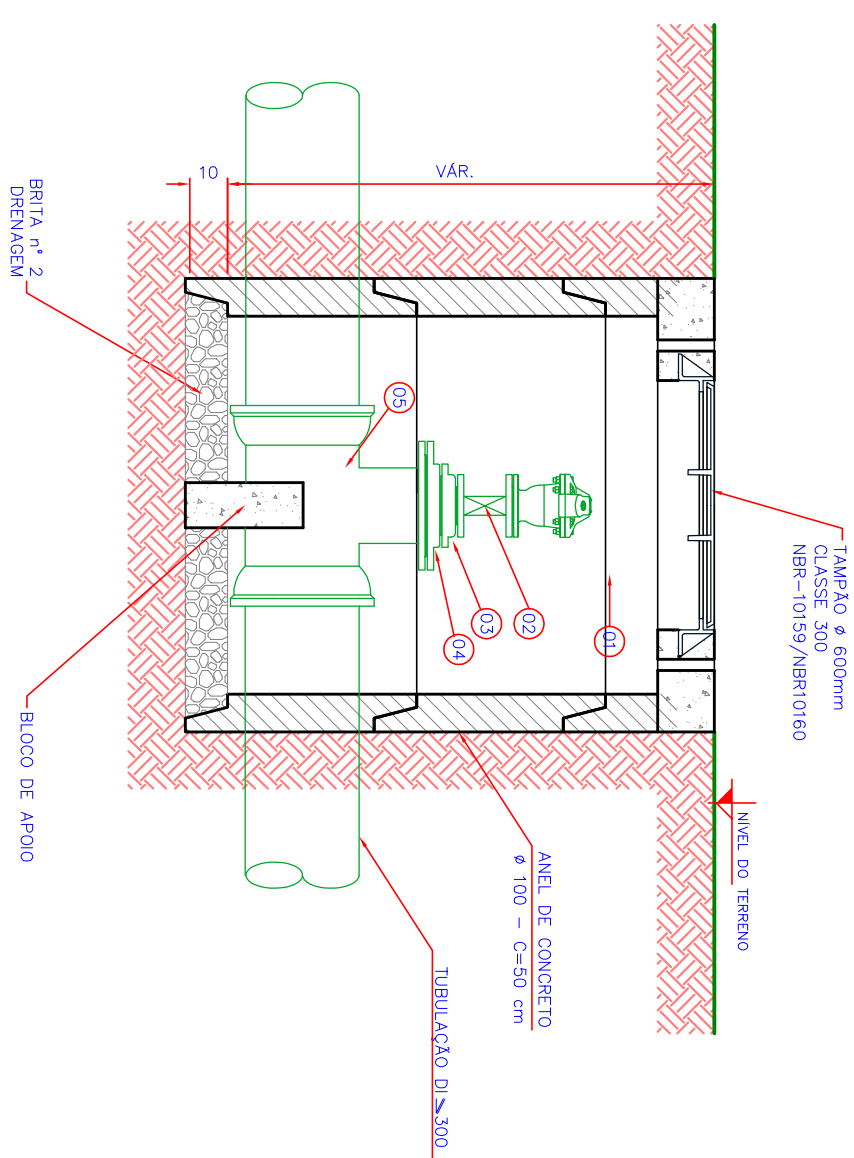 TAMPÃO ø 600mm
CLASSE 300
NBR-10159/NBR10160
NÍVEL DO TERRENO
VÁR.
10
01
02
03
04
05
ANEL DE CONCRETO
ø 100 - C=50 cm
TUBULAÇÃO DI⩾300
BRITA nº 2
DRENAGEM
BLOCO DE APOIO